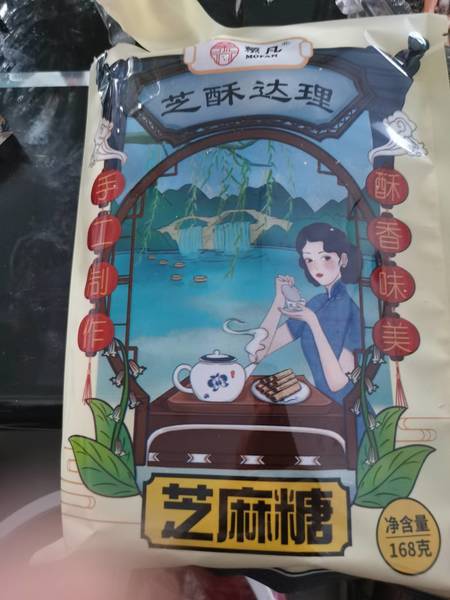 凡
MOFAN
芝酥达理
手工制作
酥香味美
芝麻糖
净含量
168克